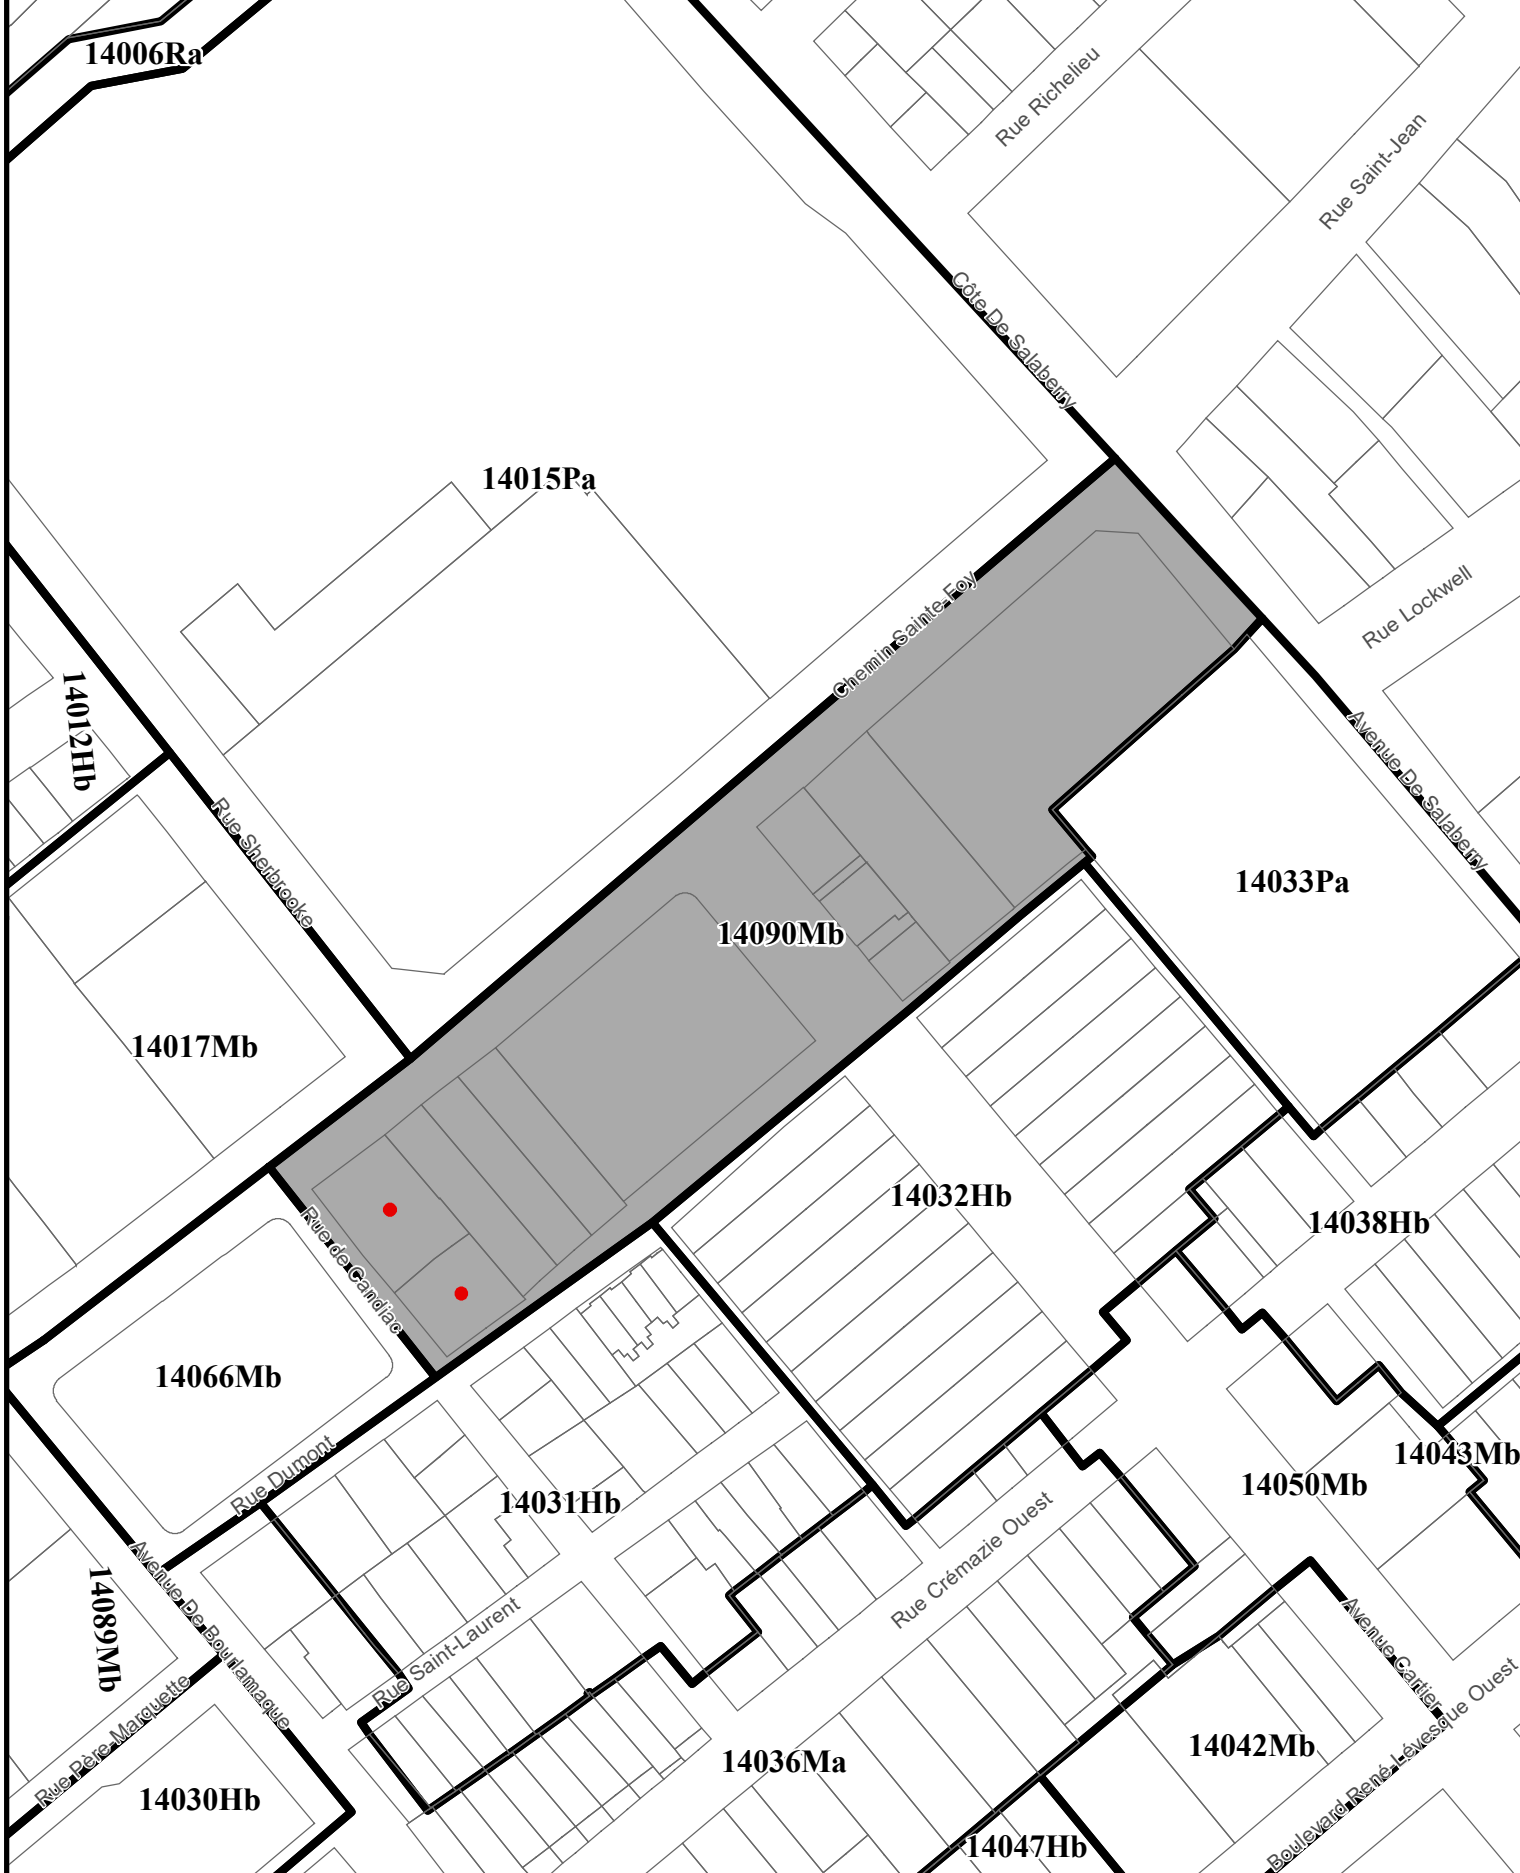 14006Ra
Rue Richelieu
Rue Saint-Jean
Côte De Salaberry
14015Pa
Chemin Sainte-Foy
Rue Lockwell
14012Hb
Avenue De Salaberry
Rue Sherbrooke
14033Pa
14090Mb
14017Mb
14032Hb
14038Hb
Rue de Candiac
14066Mb
14043Mb
Rue Dumont
14050Mb
14031Hb
Rue Crémazie Ouest
Avenue De Bourlamaque
14089Mb
Rue Saint-Laurent
Avenue Cartier
Rue Père-Marquette
Boulevard René-Lévesque Ouest
14042Mb
14036Ma
14030Hb
14047Hb